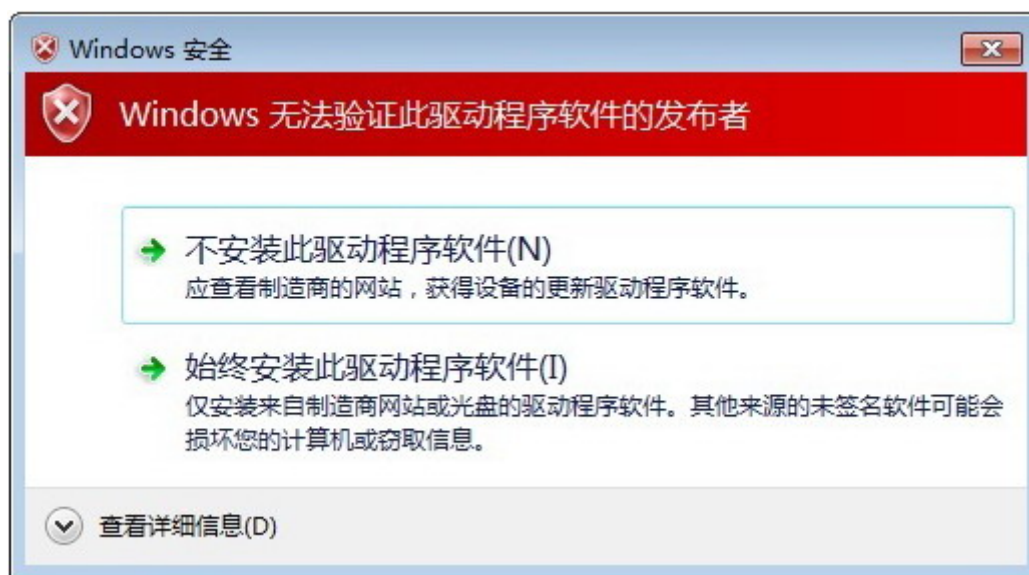 Windows 安全
Windows 无法验证此驱动程序软件的发布者
不安装此驱动程序软件(N)
应查看制造商的网站，获得设备的更新驱动程序软件。
始终安装此驱动程序软件(I)
仅安装来自制造商网站或光盘的驱动程序软件。其他来源的未签名软件可能会
损坏您的计算机或窃取信息。
查看详细信息(D)